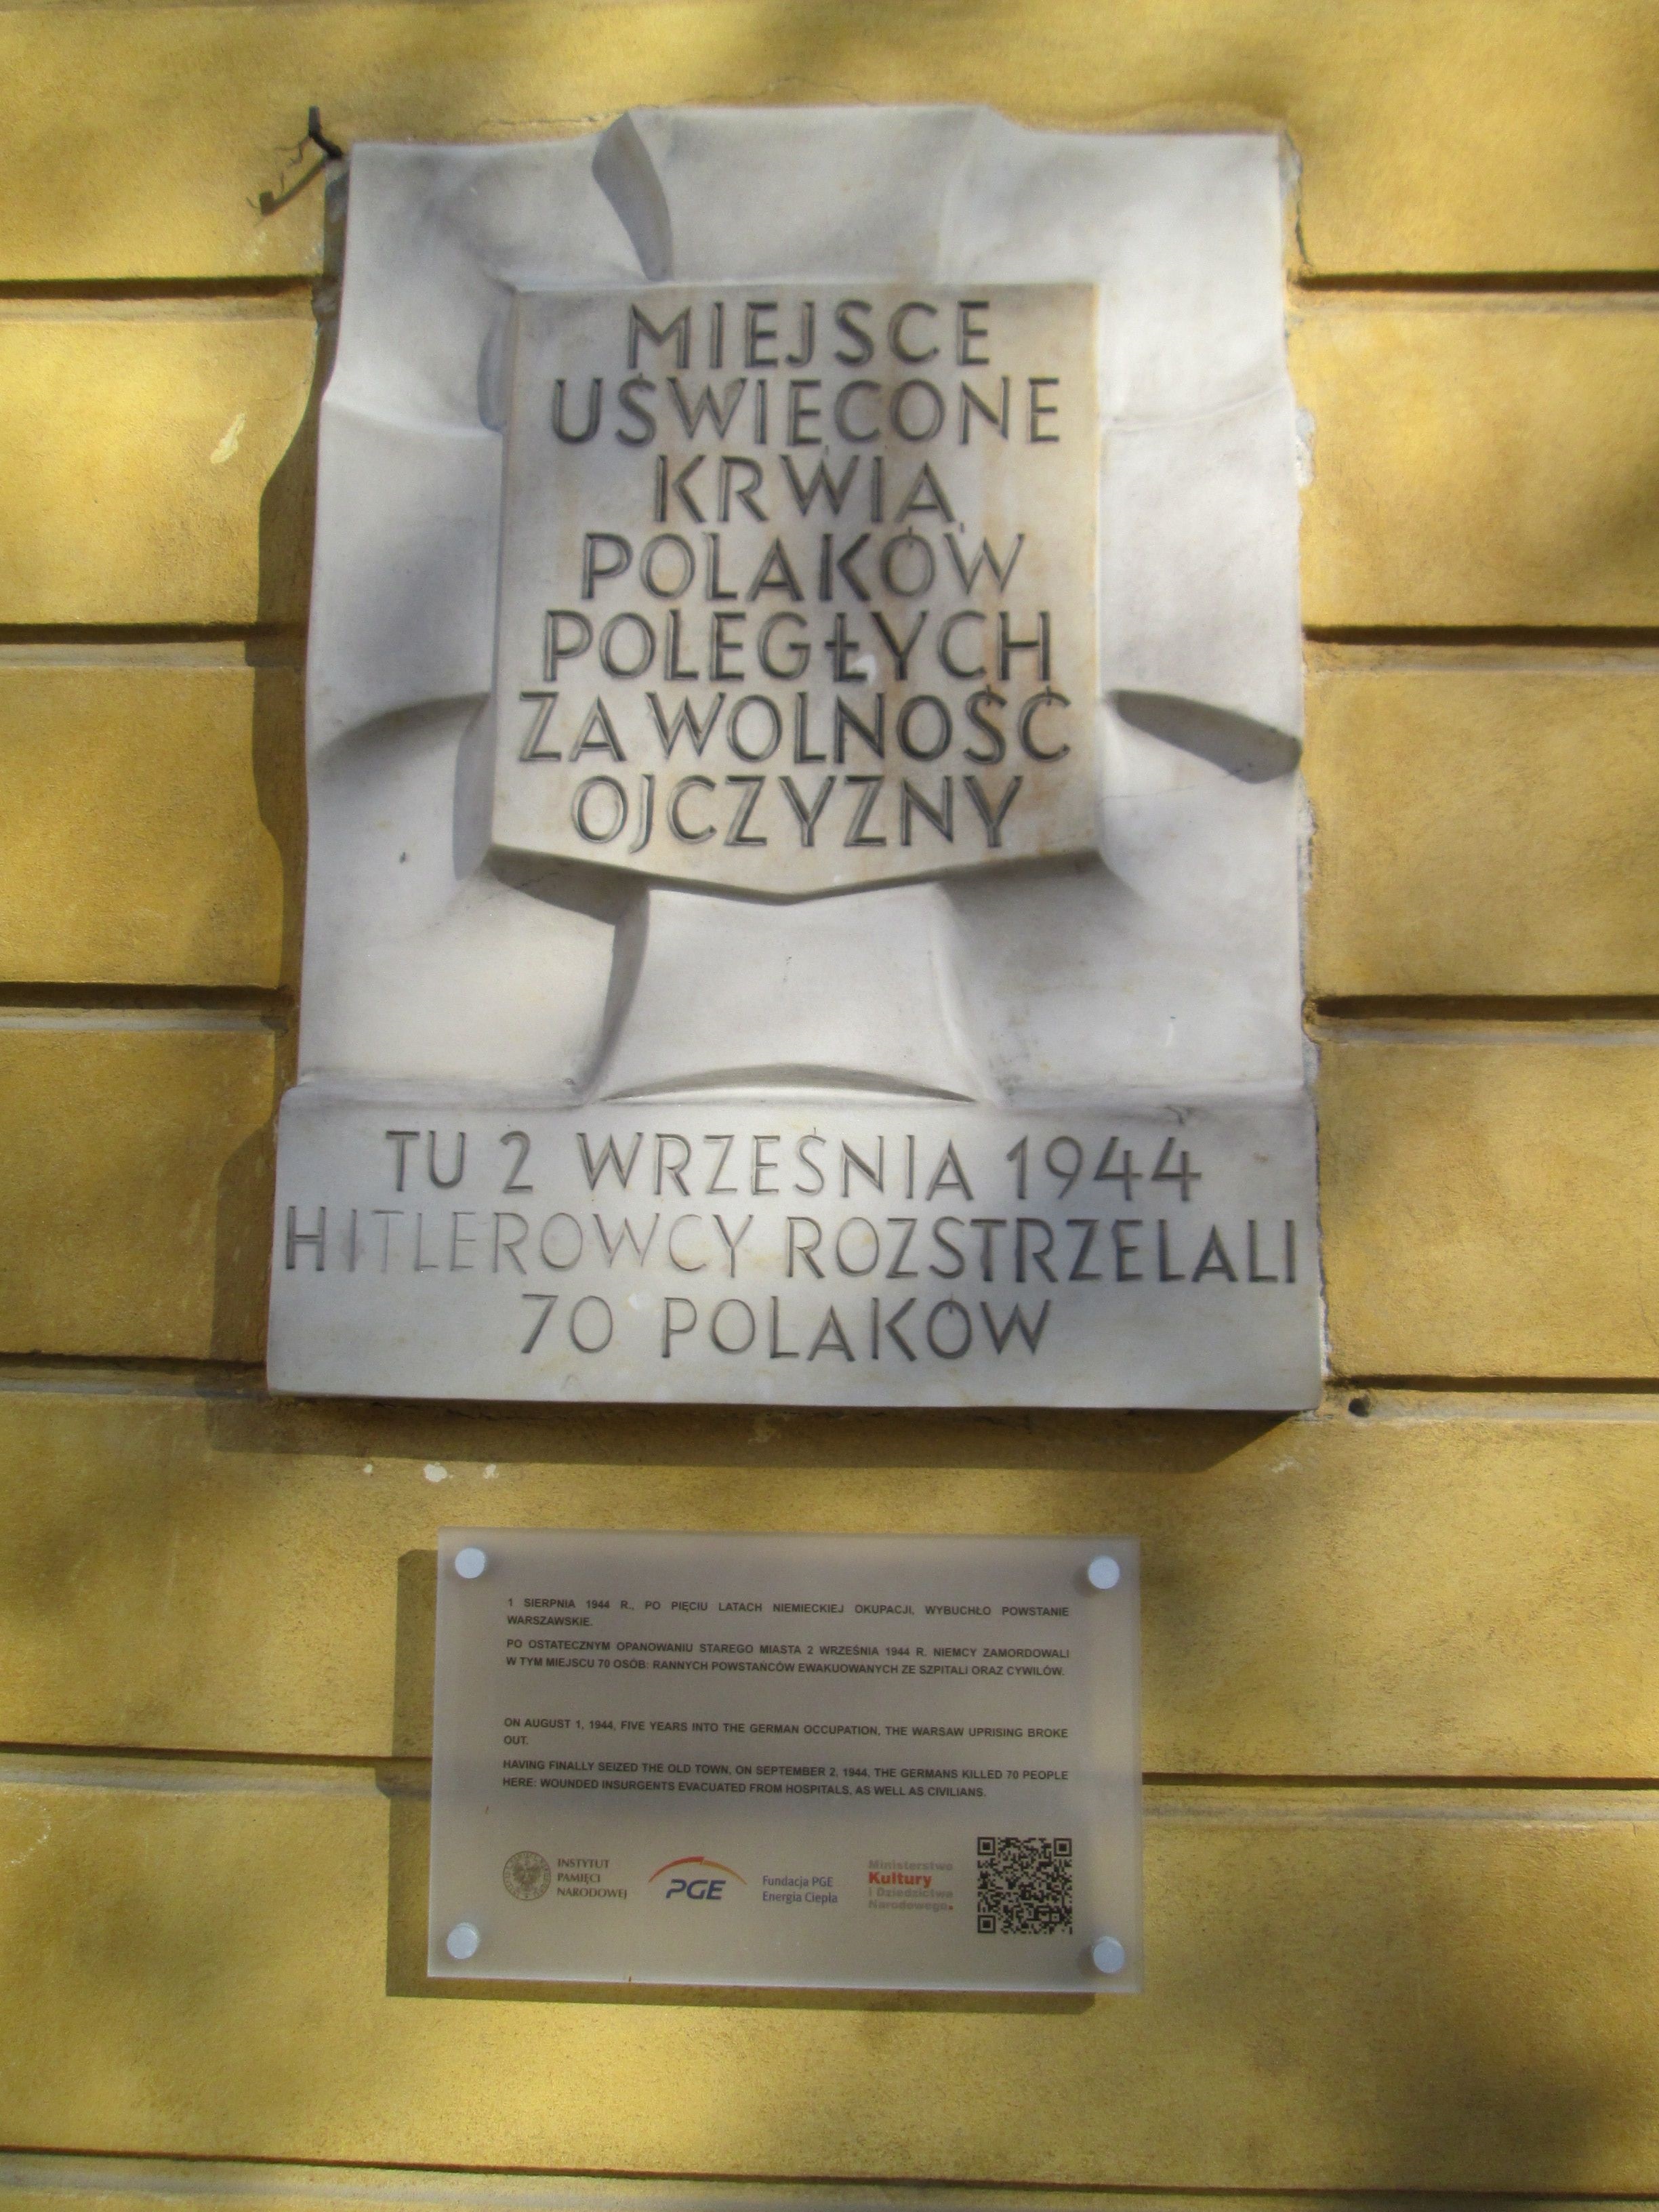 MIEJSCE
UŚWIĘCONE
KRWIĄ
POLAKÓW
POLEGŁYCH
ZA WOLNOŚĆ
OJCZYZNY
TU 2 WRZEŚNIA 1944
HITLEROWCY ROZSTRZELALI
70 POLAKÓW
1 SIERPNIA 1944 R., PO PIĘCIU LATACH NIEMIECKIEJ OKUPACJI, WYBUCHŁO POWSTANIE
WARSZAWSKIE.
PO OSTATECZNYM OPANOWANIU STAREGO MIASTA 2 WRZEŚNIA 1944 R. NIEMCY ZAMORDOWALI
W TYM MIEJSCU 70 OSÓB: RANNYCH POWSTAŃCÓW EWAKUOWANYCH ZE SZPITALI ORAZ CYWILÓW.
ON AUGUST 1, 1944, FIVE YEARS INTO THE GERMAN OCCUPATION, THE WARSAW UPRISING BROKE
OUT.
HAVING FINALLY SEIZED THE OLD TOWN, ON SEPTEMBER 2, 1944, THE GERMANS KILLED 70 PEOPLE
HERE: WOUNDED INSURGENTS EVACUATED FROM HOSPITALS, AS WELL AS CIVILIANS.
INSTYTUT
PAMIĘCI
NARODOWEJ
PGE
Fundacja PGE
Energia Ciepła
Ministerstwo
Kultury
i Dziedzictwa
Narodowego.